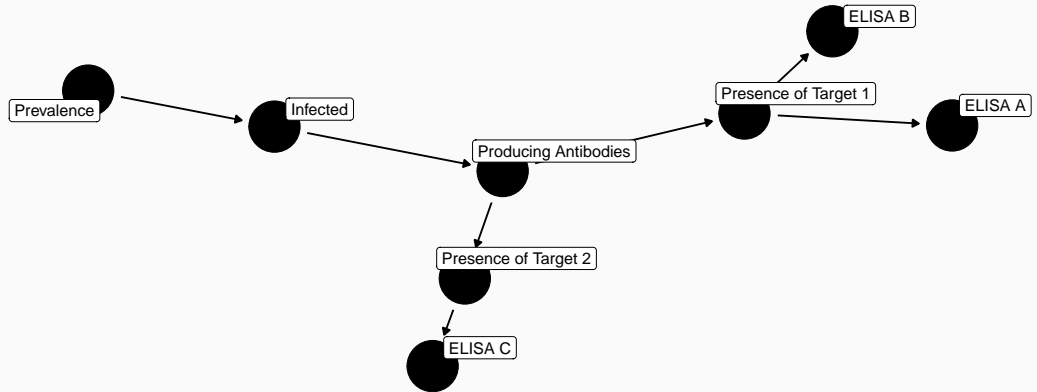 ELISA B
Presence of Target 1
ELISA A
Prevalence
Infected
Producing Antibodies
Presence of Target 2
ELISA C